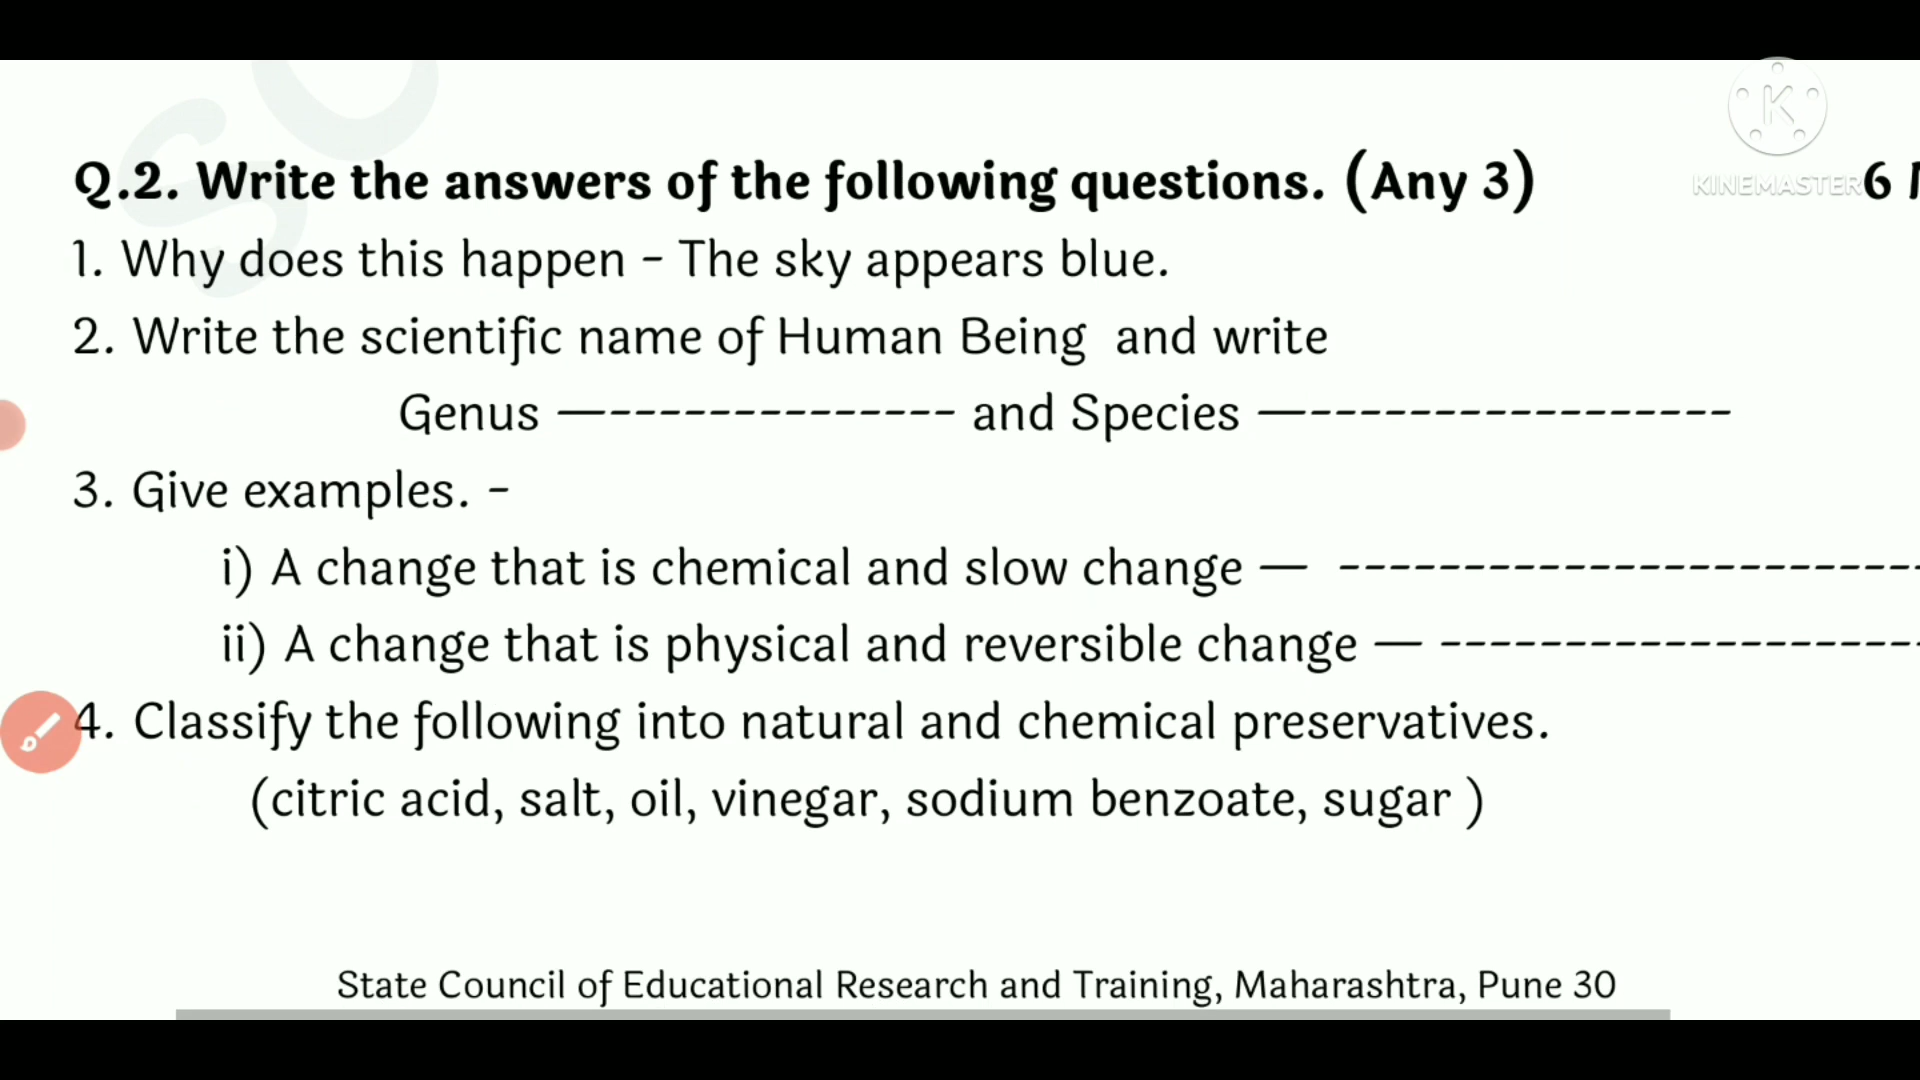 Q.2. Write the answers of the following questions. (Any 3) 6
KINEMASTER
1. Why does this happen - The sky appears blue.
2. Write the scientific name of Human Being and write
Genus —-------------- and Species —-----------------
3. Give examples. -
i) A change that is chemical and slow change — ------------------------
ii) A change that is physical and reversible change — --------------------
4. Classify the following into natural and chemical preservatives.
(citric acid, salt, oil, vinegar, sodium benzoate, sugar )
State Council of Educational Research and Training, Maharashtra, Pune 30